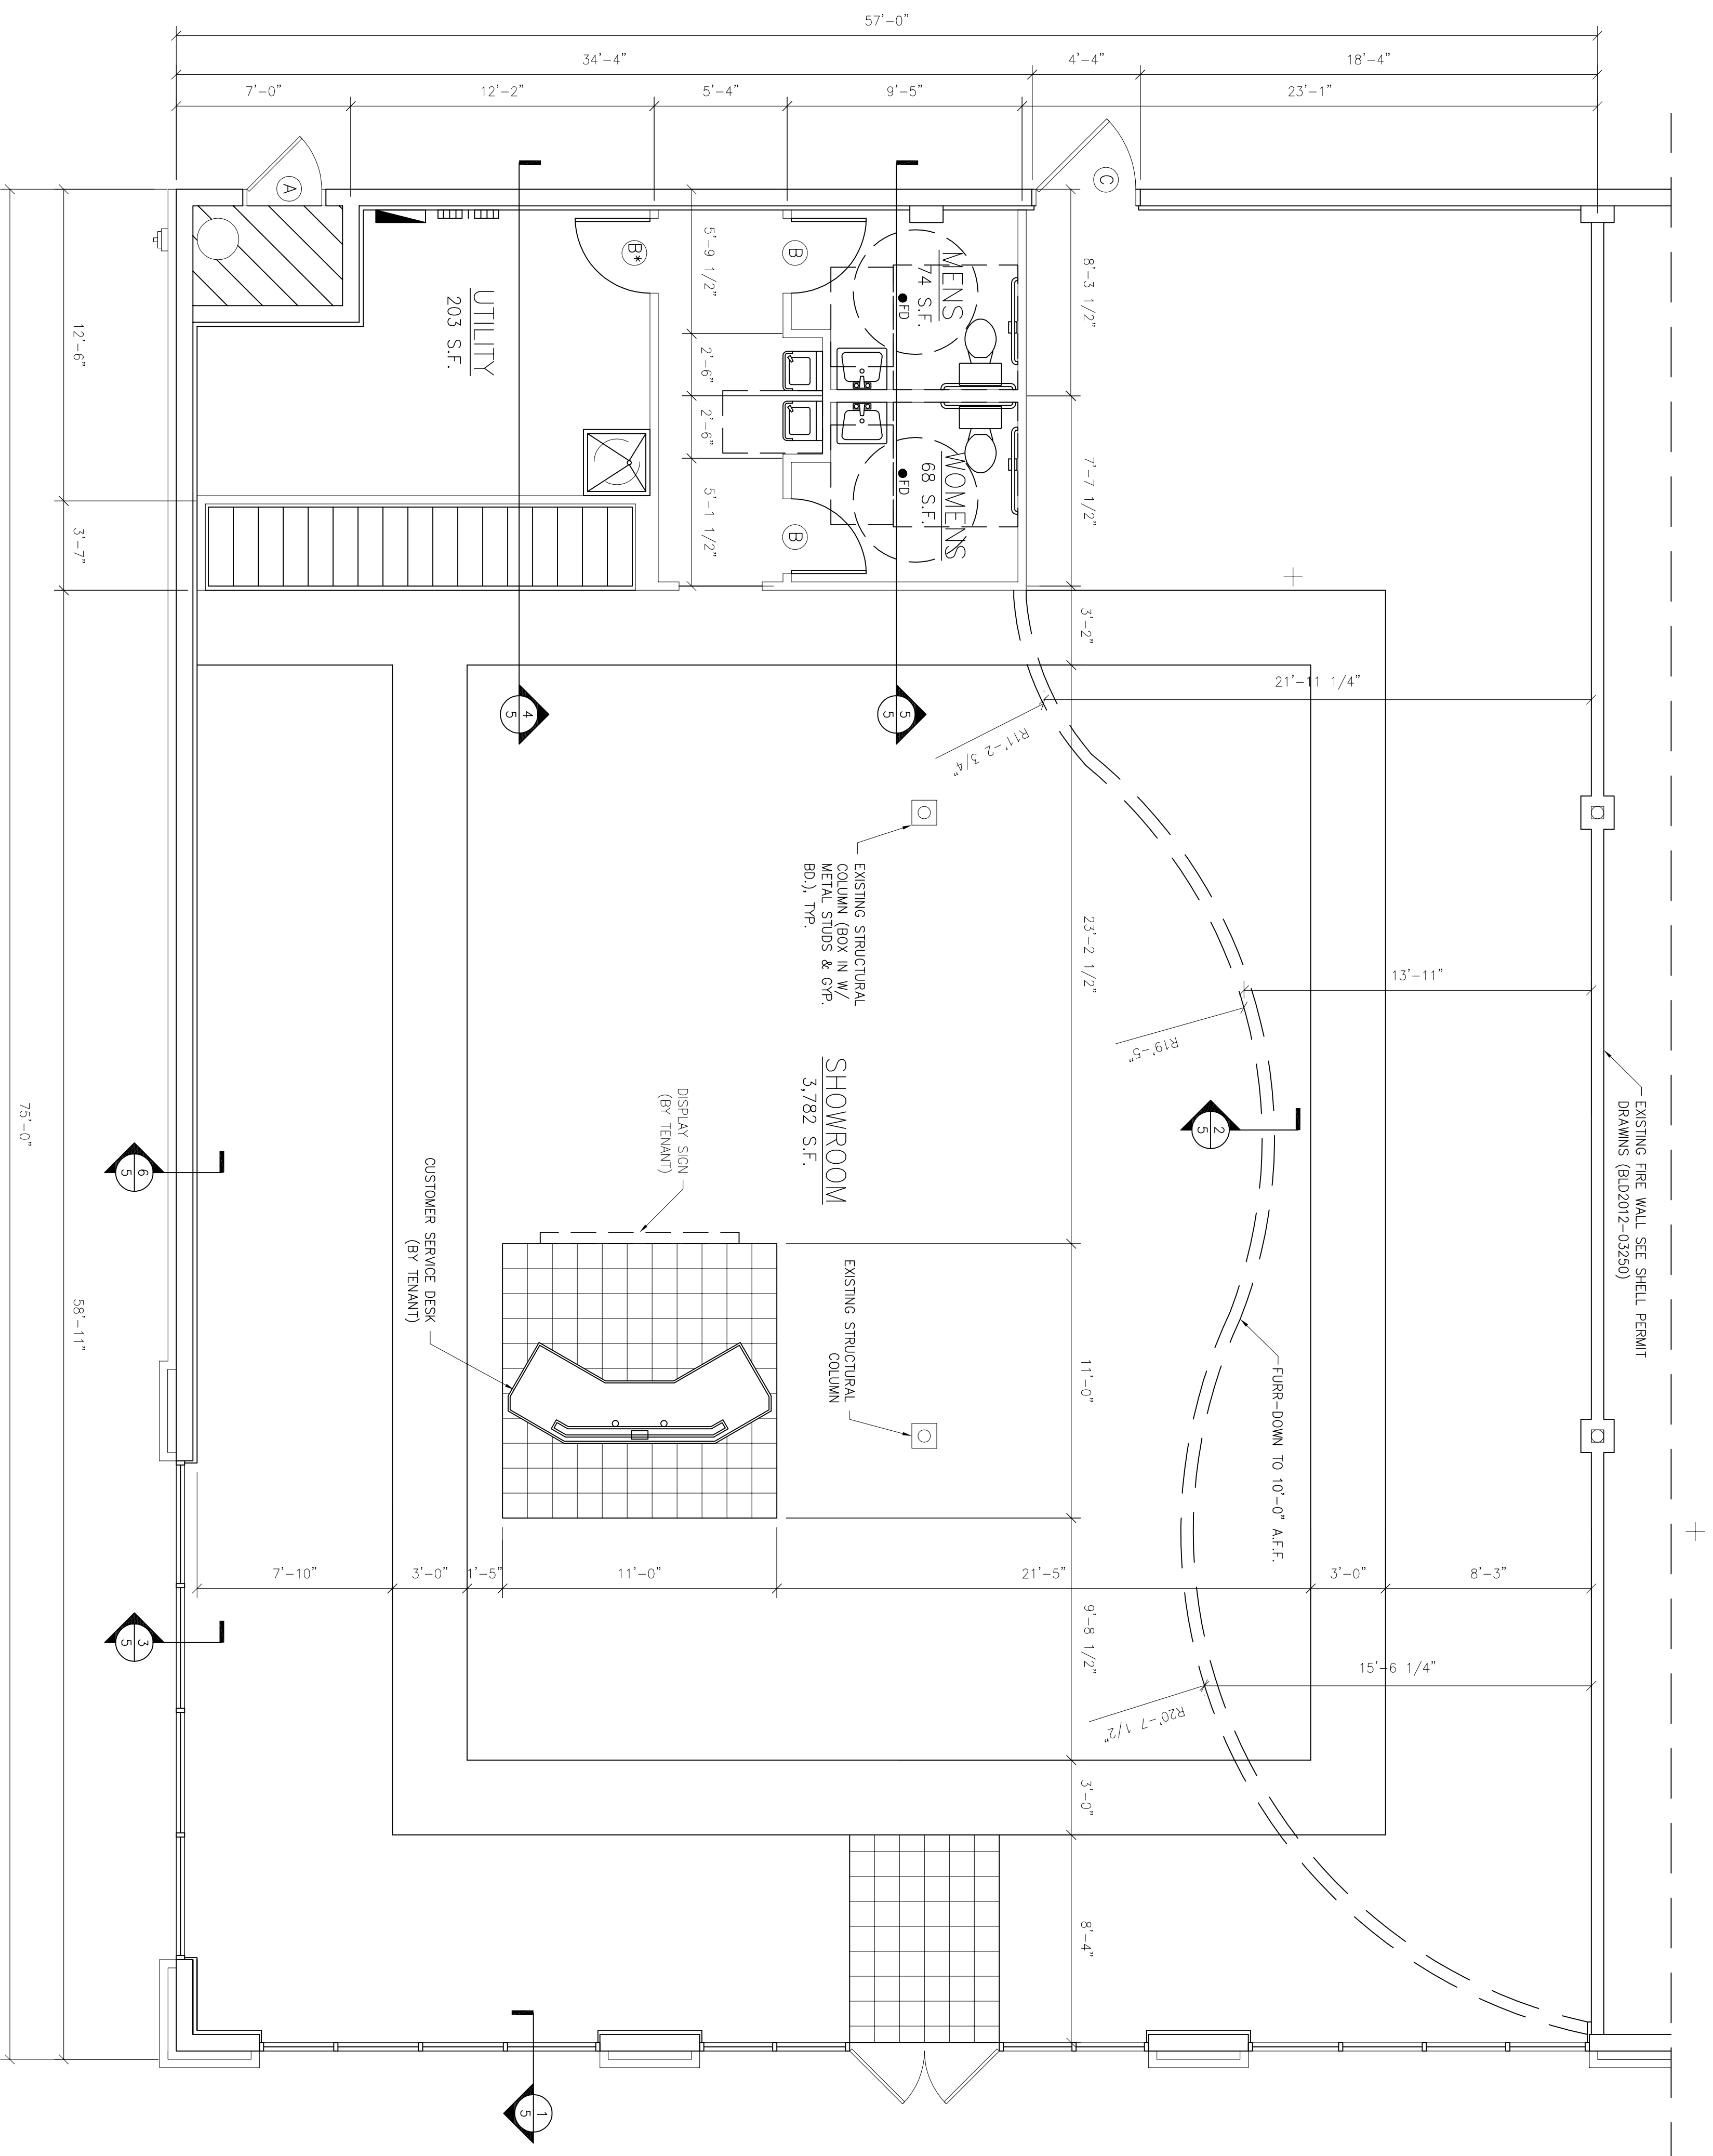 57'-0"
34'-4"
4'-4"
18'-4"
7'-0"
12'-2"
5'-4"
9'-5"
23'-1"
A
C
B*
B
B
5'-9 1/2"
2'-6"
2'-6"
5'-1 1/2"
MENS
74 S.F.
FD
WOMENS
68 S.F.
FD
UTILITY
203 S.F.
8'-3 1/2"
7'-7 1/2"
3'-2"
23'-2 1/2"
11'-0"
9'-8 1/2"
3'-0"
8'-4"
12'-6"
3'-7"
58'-11"
75'-0"
21'-11 1/4"
R11'-2 3/4"
13'-11"
R19'-5"
15'-6 1/4"
R20'-7 1/2"
4
5
5
5
2
5
6
5
3
5
1
5
EXISTING STRUCTURAL
COLUMN (BOX IN W/
METAL STUDS & GYP.
BD.), TYP.
SHOWROOM
3,782 S.F.
DISPLAY SIGN
(BY TENANT)
CUSTOMER SERVICE DESK
(BY TENANT)
EXISTING STRUCTURAL
COLUMN
EXISTING FIRE WALL SEE SHELL PERMIT
DRAWINS (BLD2012-03250)
FURR-DOWN TO 10'-0" A.F.F.
7'-10"
3'-0"
1'-5"
11'-0"
21'-5"
3'-0"
8'-3"